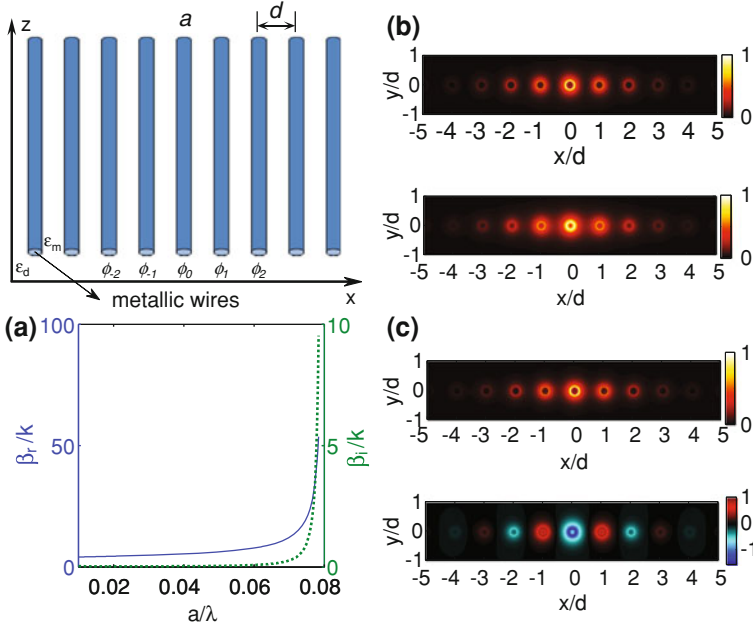 z
a
d
ε_m
ε_d
ϕ_-2 ϕ_-1 ϕ_0 ϕ_1 ϕ_2
x
metallic wires
(a)
100
50
0
β_r/k
10
5
0
β_i/k
0.02 0.04 0.06 0.08
a/λ
(b)
1
0
-1
y/d
-5 -4 -3 -2 -1 0 1 2 3 4 5
x/d
1
0
1
0
-1
y/d
-5 -4 -3 -2 -1 0 1 2 3 4 5
x/d
1
0
(c)
1
0
-1
y/d
-5 -4 -3 -2 -1 0 1 2 3 4 5
x/d
1
0
1
0
-1
y/d
-5 -4 -3 -2 -1 0 1 2 3 4 5
x/d
1
0
-1